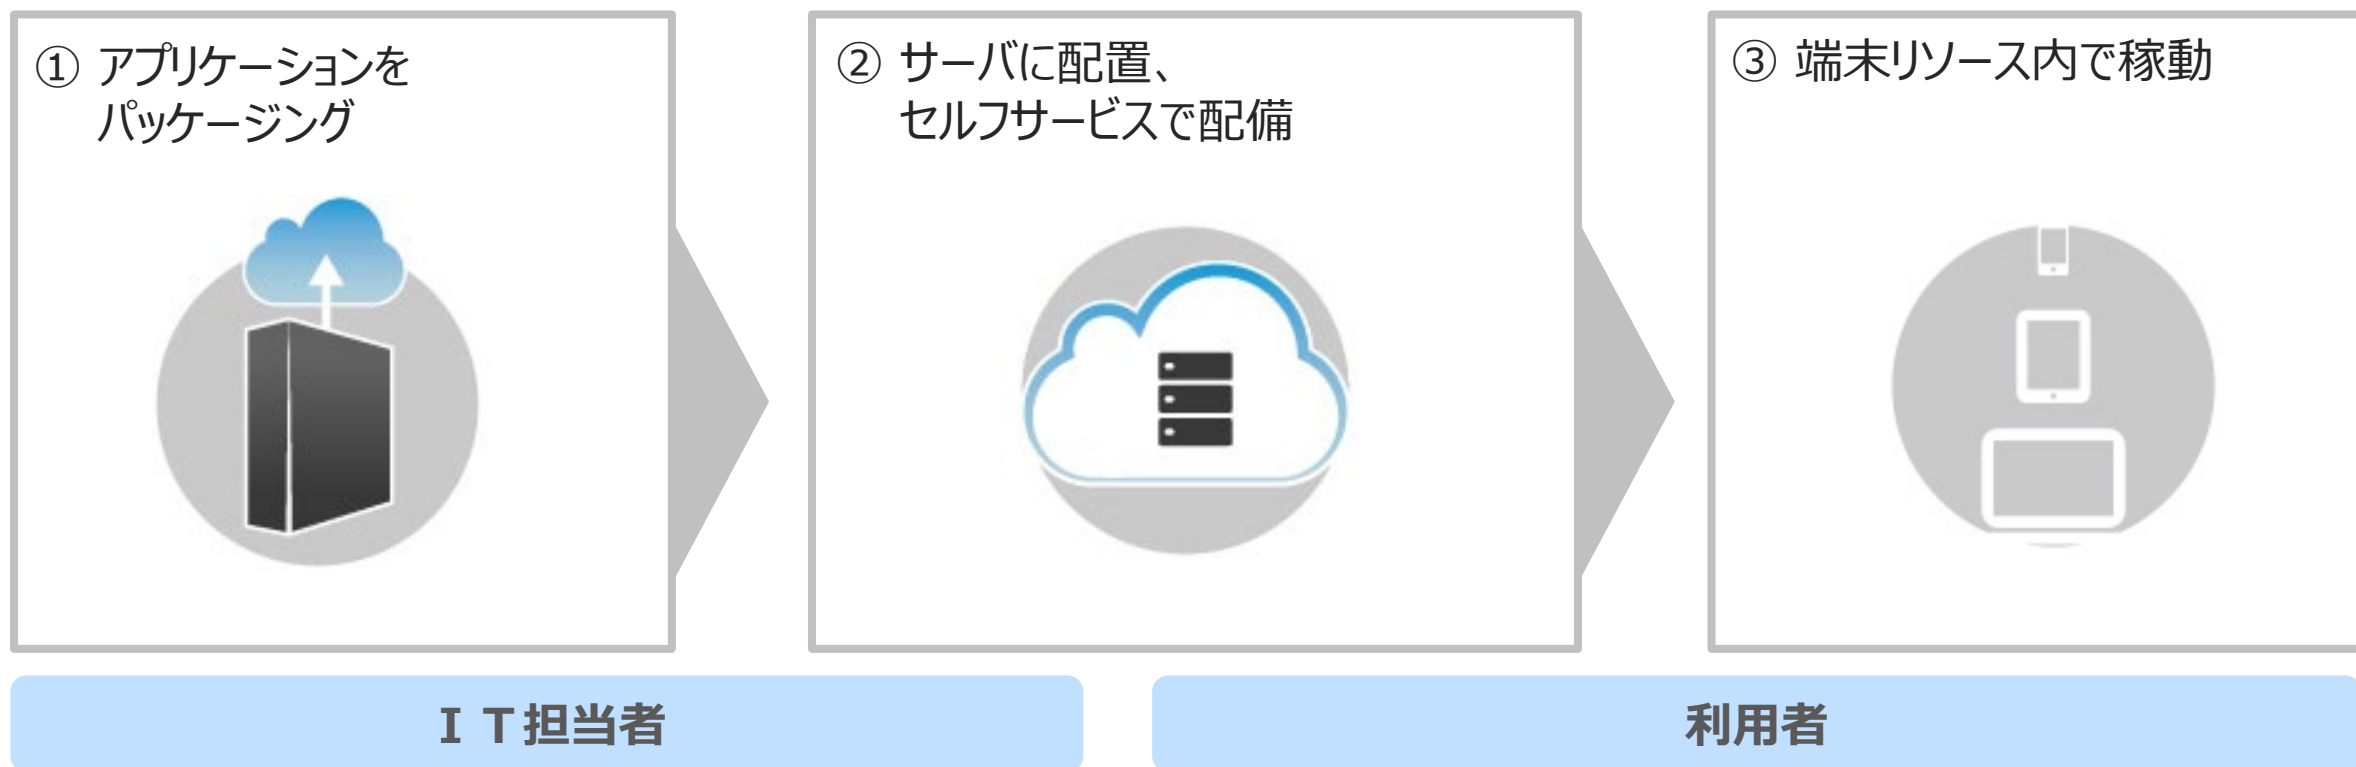 ① アプリケーションを
パッケージング
② サーバに配置、
セルフサービスで配備
③ 端末リソース内で稼動
ＩＴ担当者
利用者